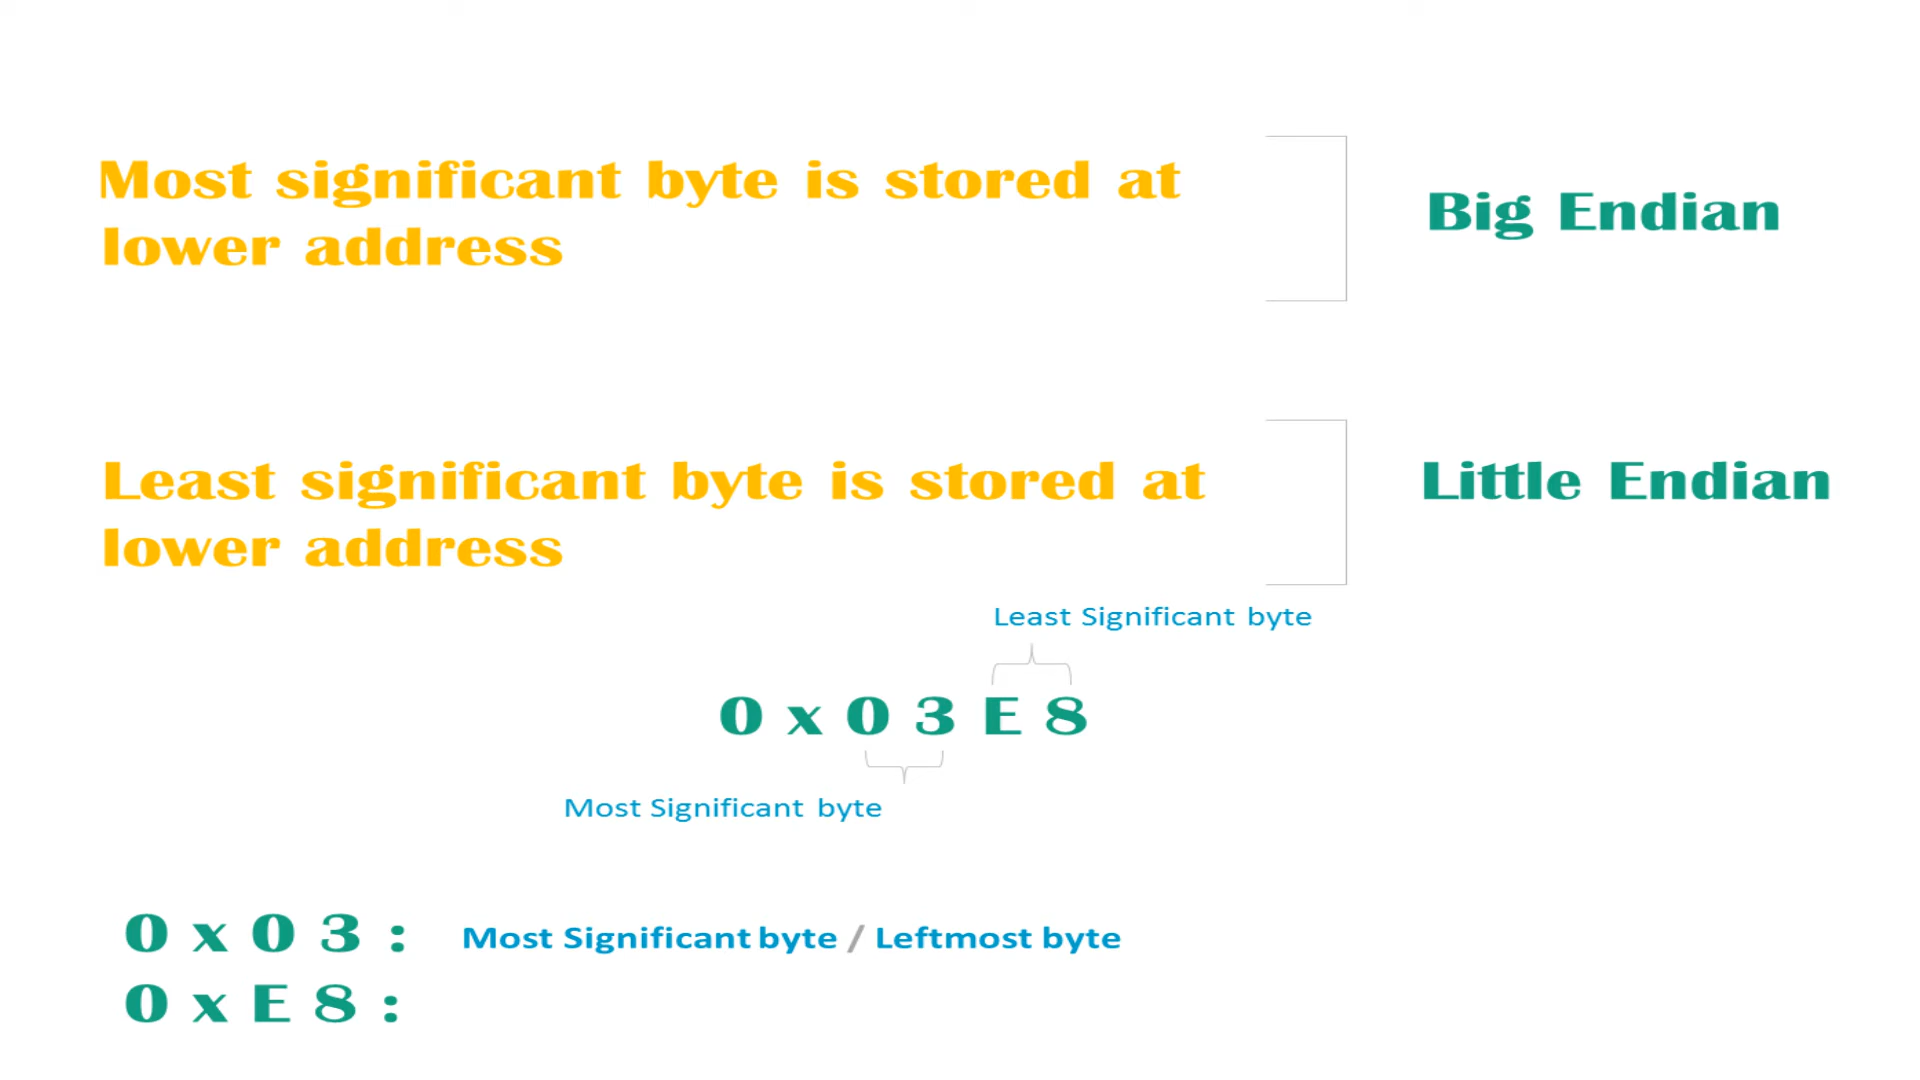 Most significant byte is stored at
lower address
Big Endian
Least significant byte is stored at
lower address
Little Endian
Least Significant byte
0 x 0 3 E 8
Most Significant byte
0 x 0 3 : Most Significant byte / Leftmost byte
0 x E 8 :